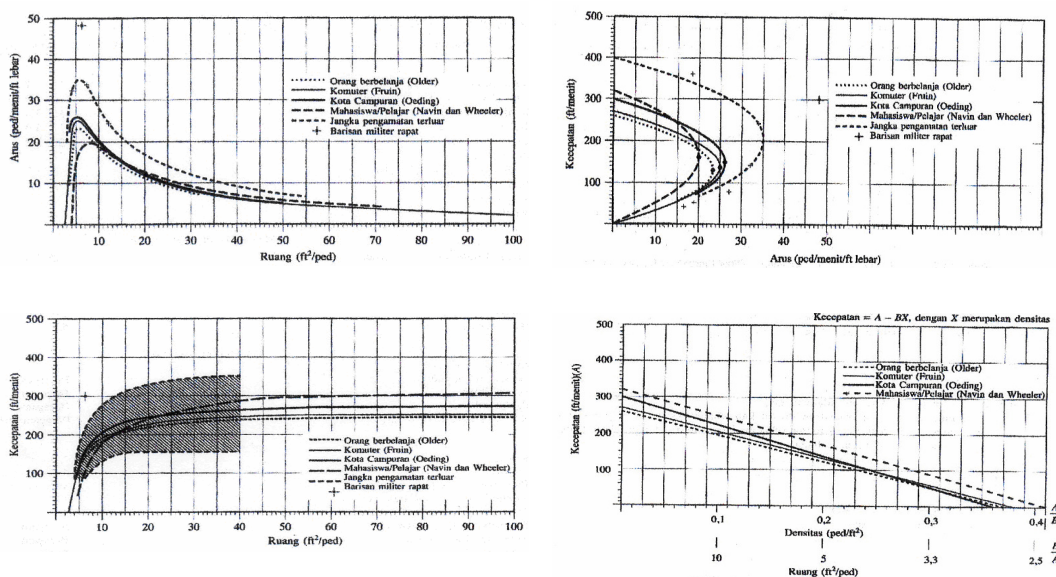 50
40
30
20
10
Arus (ped/menit/ft lebar)
Orang berbelanja (Older)
Komuter (Fruin)
Kota Campuran (Oeding)
Mahasiswa/Pelajar (Navin dan Wheeler)
Jangka pengamatan terluar
+ Barisan militer rapat
10 20 30 40 50 60 70 80 90 100
Ruang (ft²/ped)
500
400
300
200
100
Kecepatan (ft/menit)
Orang berbelanja (Older)
Komuter (Fruin)
Kota Campuran (Oeding)
Mahasiswa/Pelajar (Navin dan Wheeler)
Jangka pengamatan terluar
+ Barisan militer rapat
10 20 30 40 50
Arus (ped/menit/ft lebar)
500
400
300
200
100
Kecepatan (ft/menit)
Orang berbelanja (Older)
Komuter (Fruin)
Kota Campuran (Oeding)
Mahasiswa/Pelajar (Navin dan Wheeler)
Jangka pengamatan terluar
+ Barisan militer rapat
10 20 30 40 50 60 70 80 90 100
Ruang (ft²/ped)
Kecepatan = A − BX, dengan X merupakan densitas
500
400
300
200
100
Kecepatan (ft/menit)(A)
Orang berbelanja (Older)
Komuter (Fruin)
Kota Campuran (Oeding)
Mahasiswa/Pelajar (Navin dan Wheeler)
0,1 0,2 0,3 0,4
Densitas (ped/ft²)
10 5 3,3 2,5
Ruang (ft²/ped)